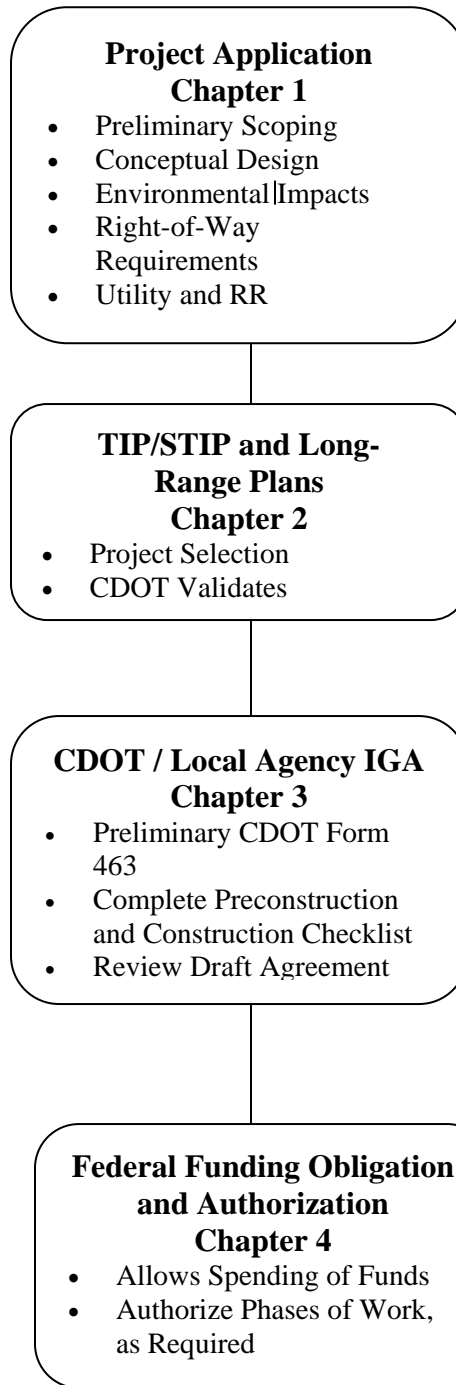 Project Application
Chapter 1
• Preliminary Scoping
• Conceptual Design
• Environmental Impacts
• Right-of-Way
Requirements
• Utility and RR
TIP/STIP and Long-
Range Plans
Chapter 2
• Project Selection
• CDOT Validates
CDOT / Local Agency IGA
Chapter 3
• Preliminary CDOT Form
463
• Complete Preconstruction
and Construction Checklist
• Review Draft Agreement
Federal Funding Obligation
and Authorization
Chapter 4
• Allows Spending of Funds
• Authorize Phases of Work,
as Required